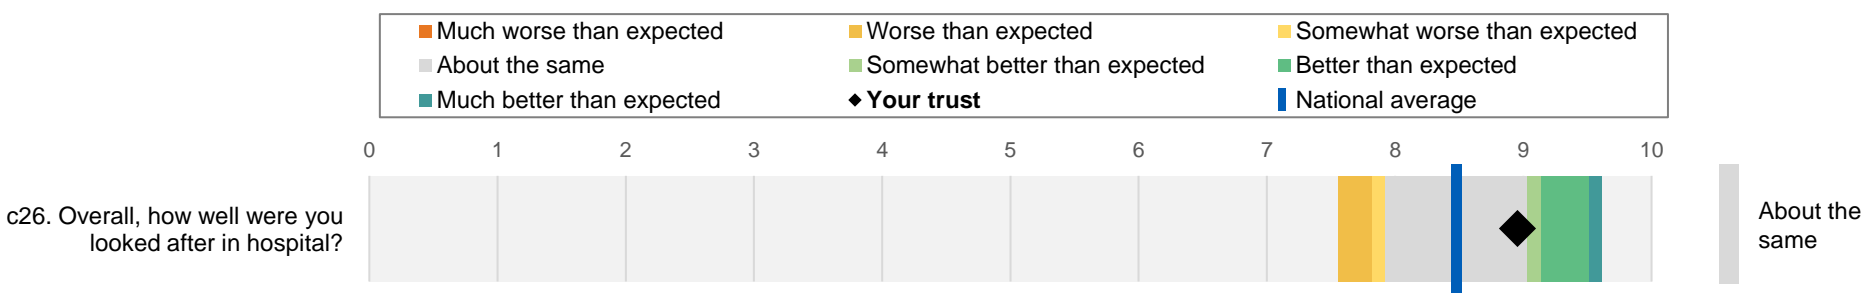 Much worse than expected
Worse than expected
Somewhat worse than expected
About the same
Somewhat better than expected
Better than expected
Much better than expected
Your trust
National average
0 1 2 3 4 5 6 7 8 9 10
c26. Overall, how well were you
looked after in hospital?
About the
same